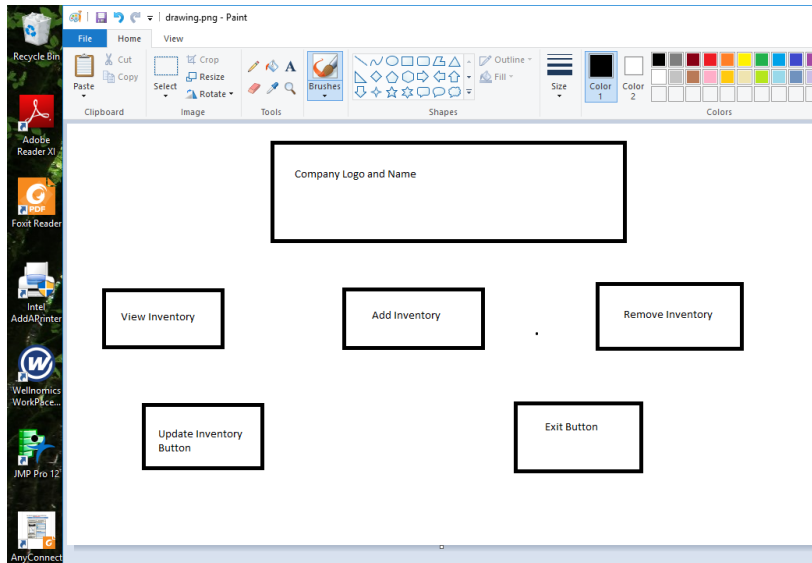 drawing.png - Paint
File Home View
Recycle Bin
Paste
Cut
Copy
Clipboard
Select
Crop
Resize
Rotate
Image
A
Tools
Brushes
Outline
Fill
Shapes
Size
Color
1
Color
2
Colors
Adobe
Reader XI
PDF
Foxit Reader
Intel
AddAPrinter
W
Wellnomics
WorkPace...
JMP Pro 12
AnyConnect
Company Logo and Name
View Inventory
Add Inventory
Remove Inventory
Update Inventory
Button
Exit Button